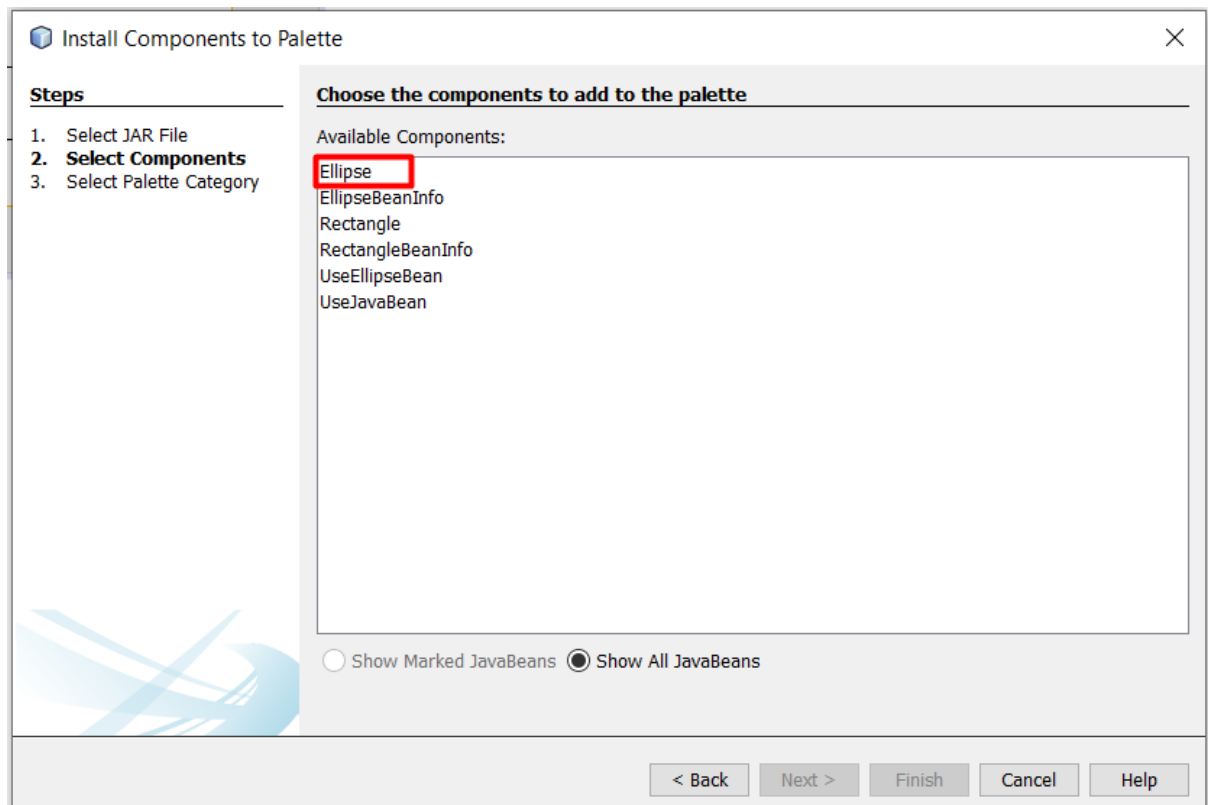 Install Components to Palette
Steps
1. Select JAR File
2. Select Components
3. Select Palette Category
Choose the components to add to the palette
Available Components:
Ellipse
EllipseBeanInfo
Rectangle
RectangleBeanInfo
UseEllipseBean
UseJavaBean
Show Marked JavaBeans Show All JavaBeans
< Back Next > Finish Cancel Help